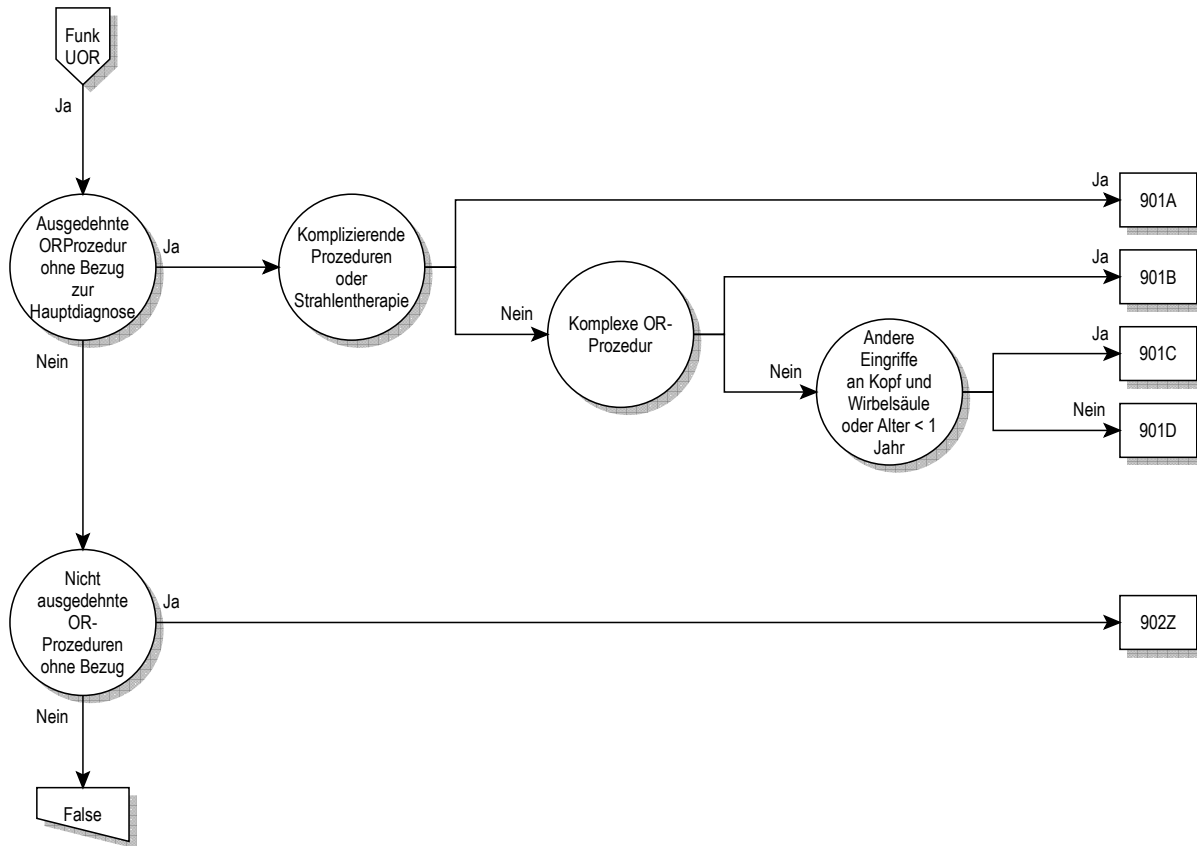 Funk
UOR
Ja
Ausgedehnte
ORProzedur
ohne Bezug
zur
Hauptdiagnose
Ja
Komplizierende
Prozeduren
oder
Strahlentherapie
Ja
901A
Nein
Komplexe OR-
Prozedur
Ja
901B
Nein
Andere
Eingriffe
an Kopf und
Wirbelsäule
oder Alter < 1
Jahr
Ja
901C
Nein
901D
Nein
Nicht
ausgedehnte
OR-
Prozeduren
ohne Bezug
Ja
902Z
Nein
False